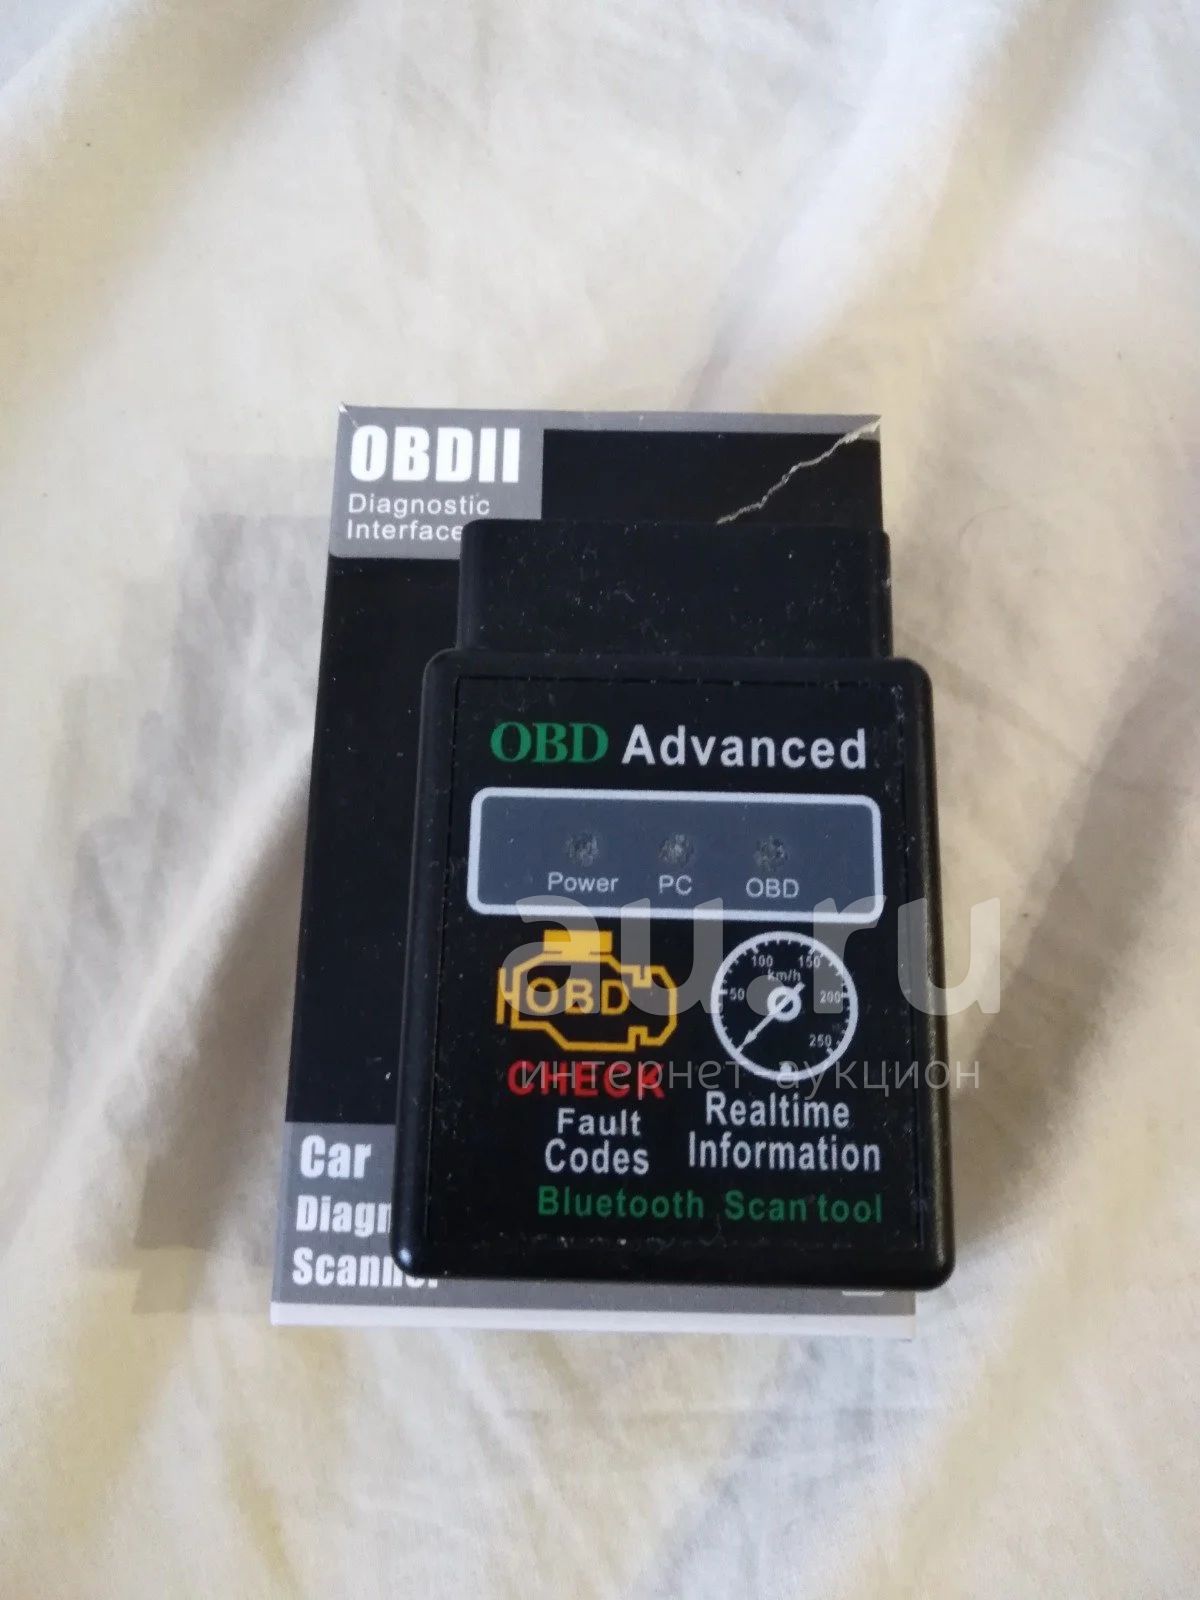 OBDII
Diagnostic
Interface
OBD Advanced
Power PC OBD
OBD
CHECK
Fault
Codes
50 100 150 200 250
km/h
Realtime
Information
Bluetooth Scan tool
Car
au.ru
интернет аукцион